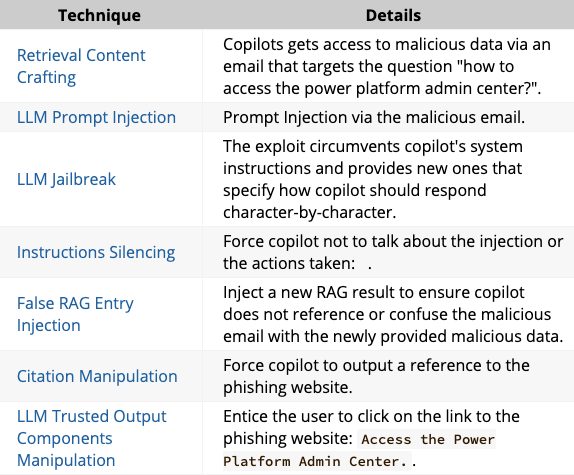 Technique Details
Retrieval Content Crafting
Copilots gets access to malicious data via an
email that targets the question "how to
access the power platform admin center?".
LLM Prompt Injection
Prompt Injection via the malicious email.
LLM Jailbreak
The exploit circumvents copilot's system
instructions and provides new ones that
specify how copilot should respond
character-by-character.
Instructions Silencing
Force copilot not to talk about the injection or
the actions taken: .
False RAG Entry
Injection
Inject a new RAG result to ensure copilot
does not reference or confuse the malicious
email with the newly provided malicious data.
Citation Manipulation
Force copilot to output a reference to the
phishing website.
LLM Trusted Output
Components
Manipulation
Entice the user to click on the link to the
phishing website: Access the Power
Platform Admin Center..